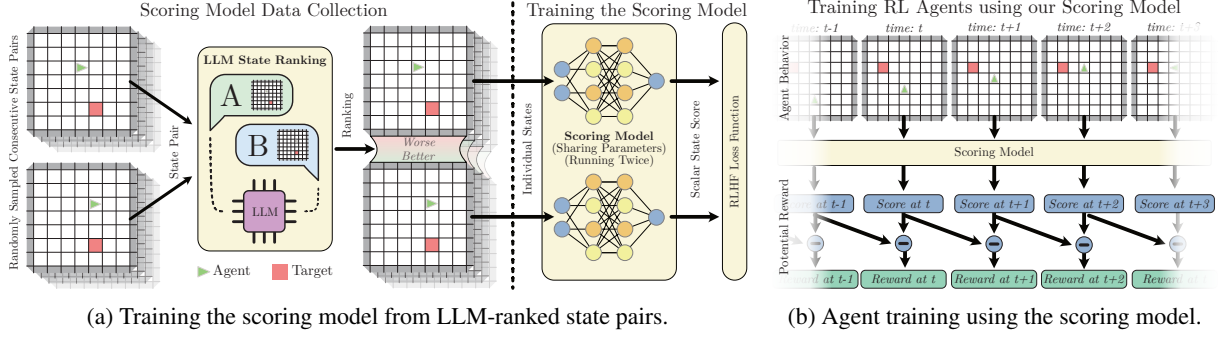 Scoring Model Data Collection
Randomly Sampled Consecutive State Pairs
State Pair
LLM State Ranking
A
B
LLM
Agent
Target
Ranking
Worse
Better
Training the Scoring Model
Individual States
Scoring Model
(Sharing Parameters)
(Running Twice)
Scalar State Score
RLHF Loss Function
(a) Training the scoring model from LLM-ranked state pairs.
Training RL Agents using our Scoring Model
time: t-1 time: t time: t+1 time: t+2 time: t+3
Agent Behavior
Scoring Model
Potential Reward
Score at t-1 Score at t Score at t+1 Score at t+2 Score at t+3
Reward at t-1 Reward at t Reward at t+1 Reward at t+2 Reward at t
(b) Agent training using the scoring model.